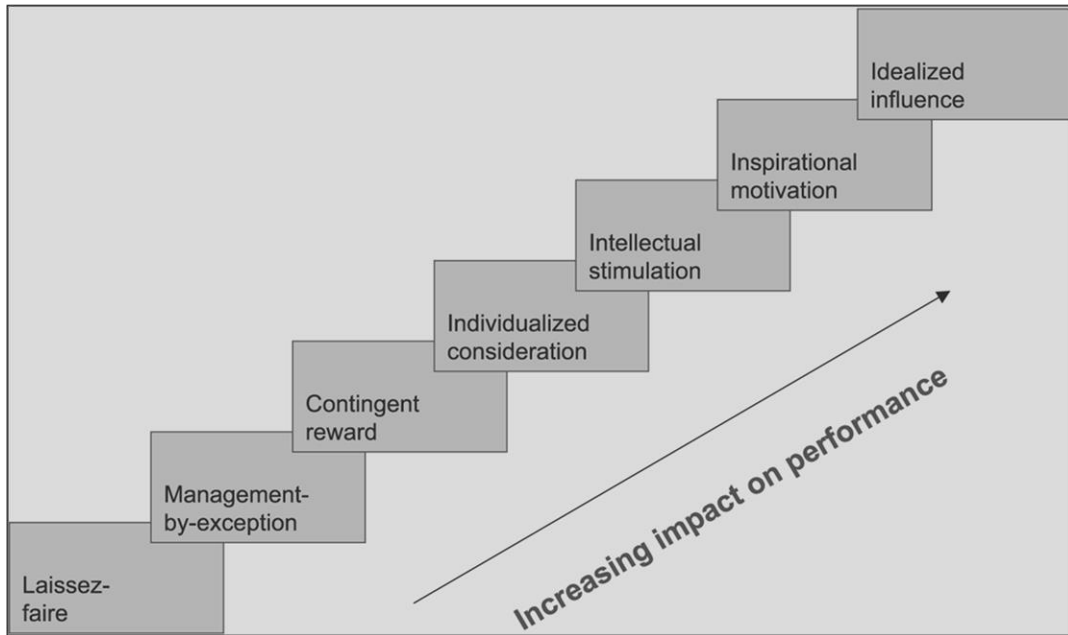 Idealized
influence
Inspirational
motivation
Intellectual
stimulation
Individualized
consideration
Contingent
reward
Management-
by-exception
Laissez-
faire
Increasing impact on performance